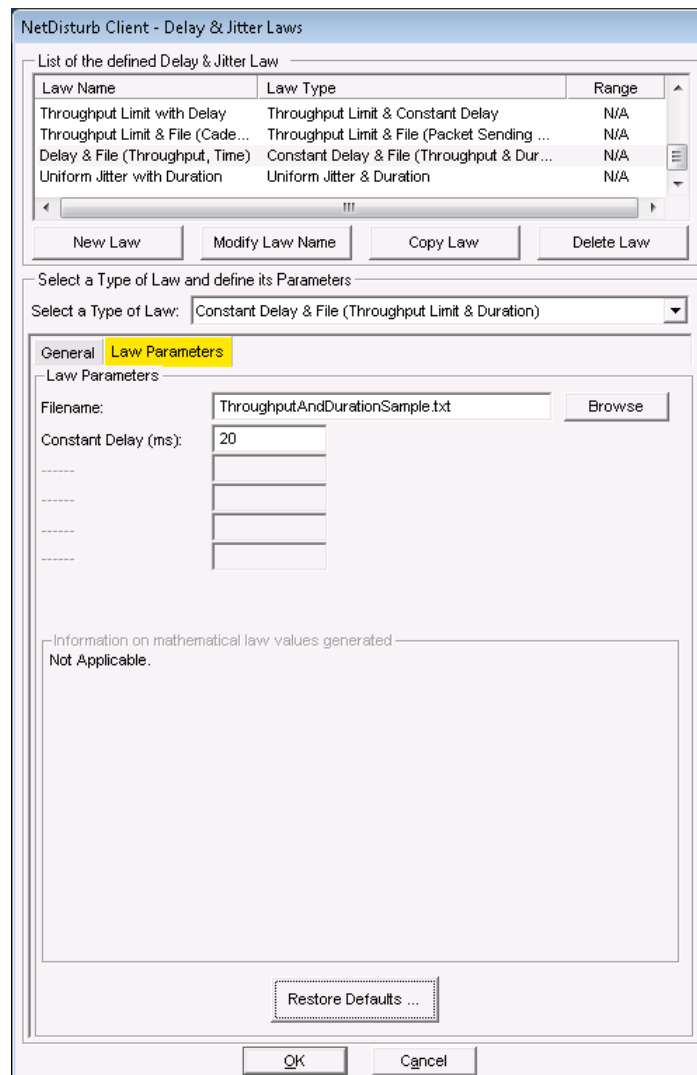 NetDisturb Client - Delay & Jitter Laws
List of the defined Delay & Jitter Law
Law Name Law Type Range
Throughput Limit with Delay Throughput Limit & Constant Delay N/A
Throughput Limit & File (Cade... Throughput Limit & File (Packet Sending ... N/A
Delay & File (Throughput, Time) Constant Delay & File (Throughput & Dur... N/A
Uniform Jitter with Duration Uniform Jitter & Duration N/A
New Law Modify Law Name Copy Law Delete Law
Select a Type of Law and define its Parameters
Select a Type of Law: Constant Delay & File (Throughput Limit & Duration)
General Law Parameters
Law Parameters
Filename: ThroughputAndDurationSample.txt Browse
Constant Delay (ms): 20
------
------
------
------
Information on mathematical law values generated
Not Applicable.
Restore Defaults ...
OK Cancel